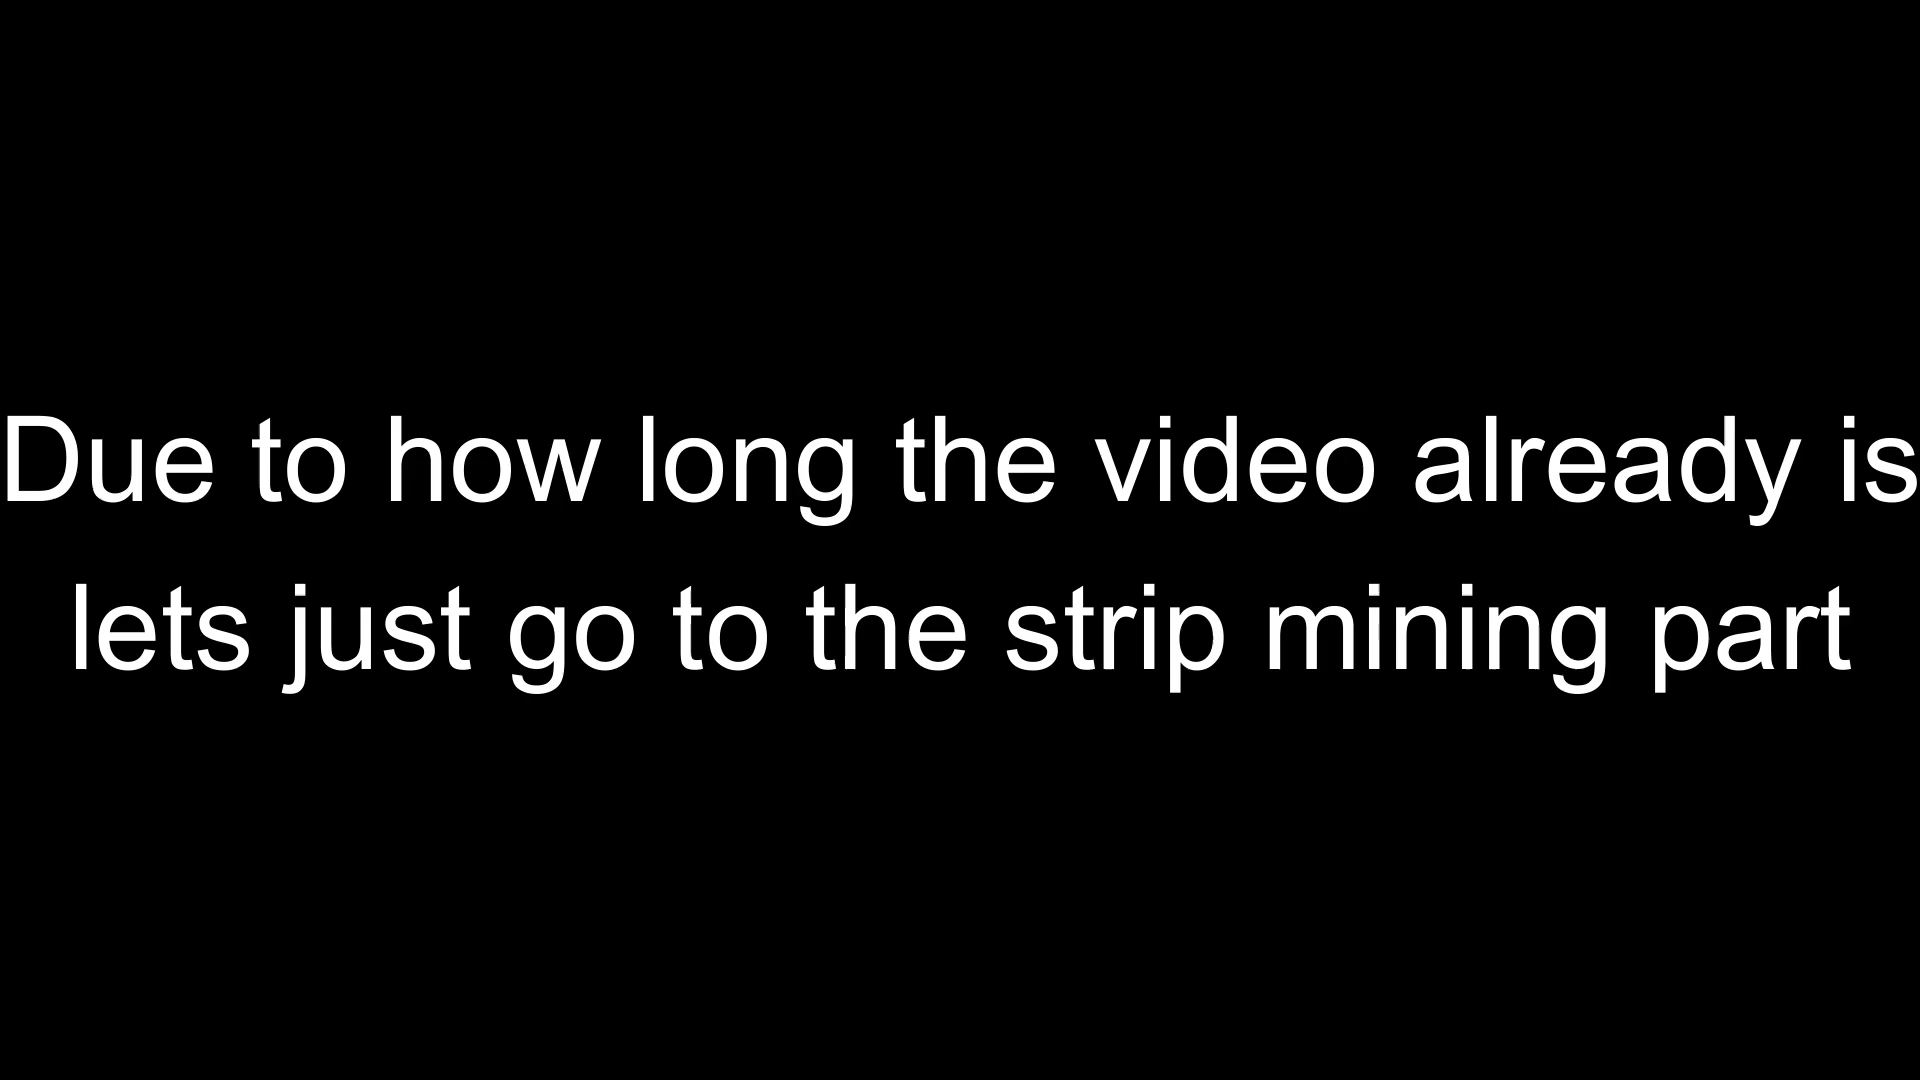 Due to how long the video already is
lets just go to the strip mining part